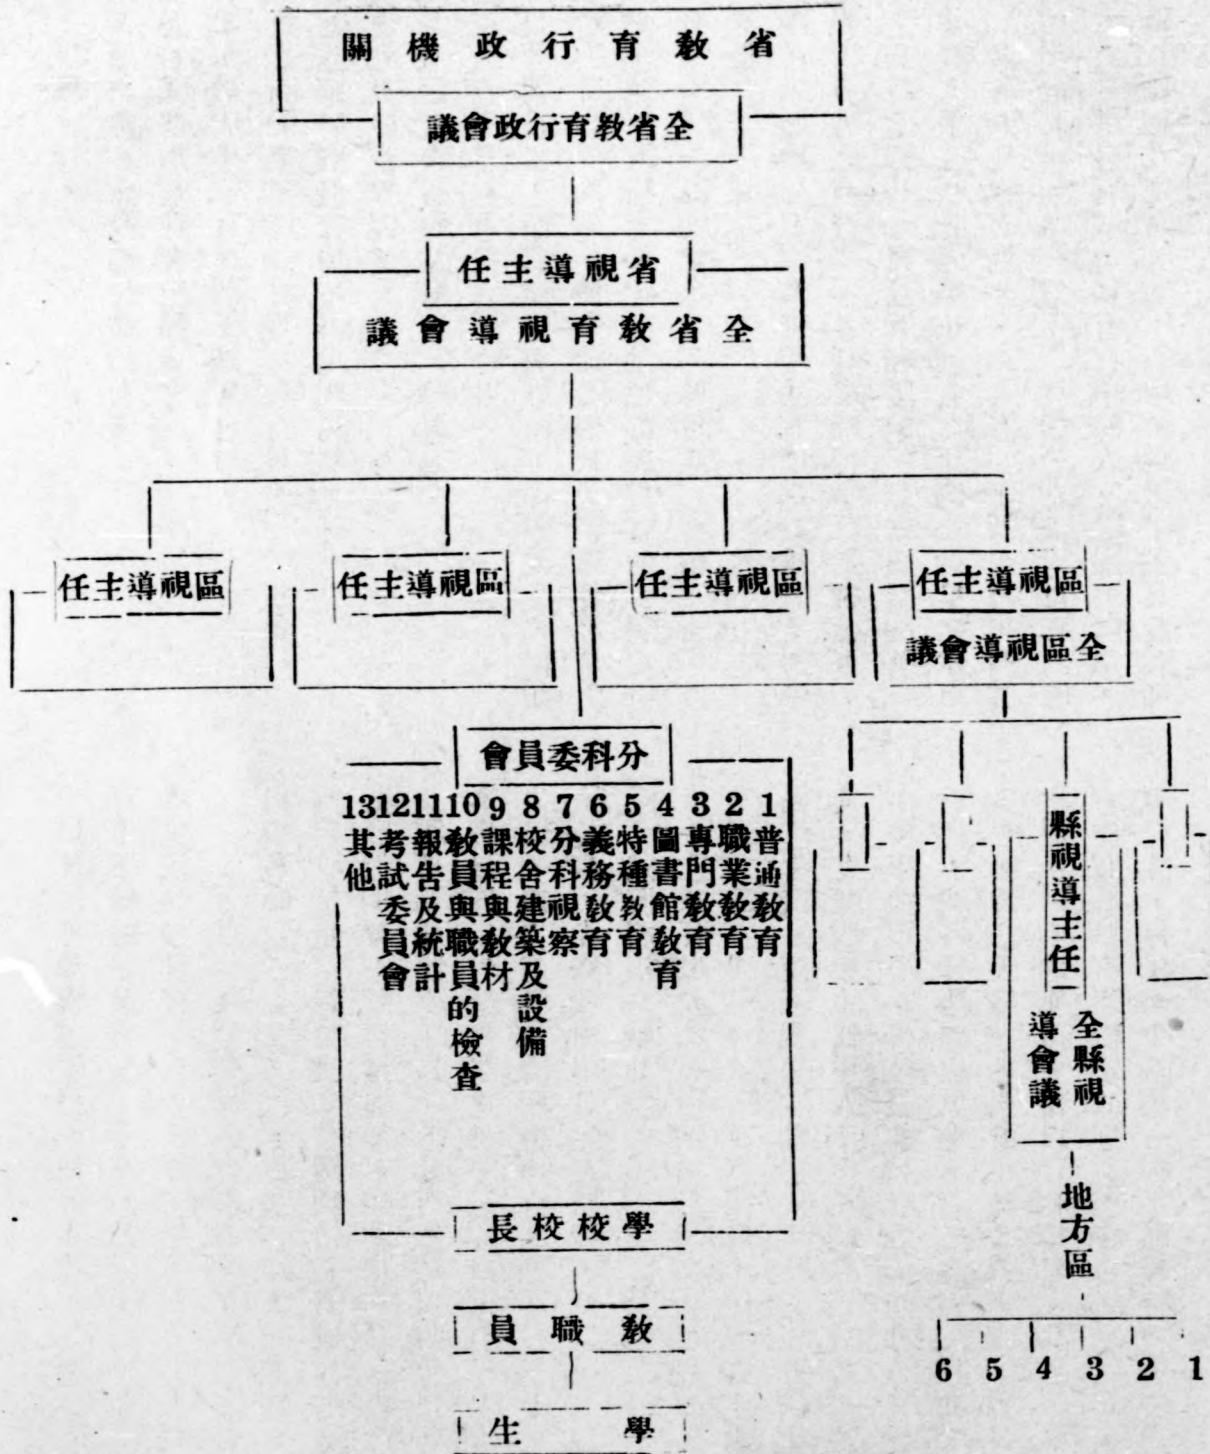 省教育行政機關
全省教育行政會議
省視導主任
全省教育視導會議
區視導主任
全區視導會議
區視導主任
區視導主任
區視導主任
分科委員會
1 普通教育
2 職業教育
3 專門教育
4 圖書館教育
5 特種教育
6 義務教育
7 分科視察
8 校舍建築及設備
9 課程與教材
10 教員與職員的檢查
11 報告及統計
12 考試委員會
13 其他
學校校長
教職員
學生
縣視導主任
全縣視
導會議
地方區
1 2 3 4 5 6